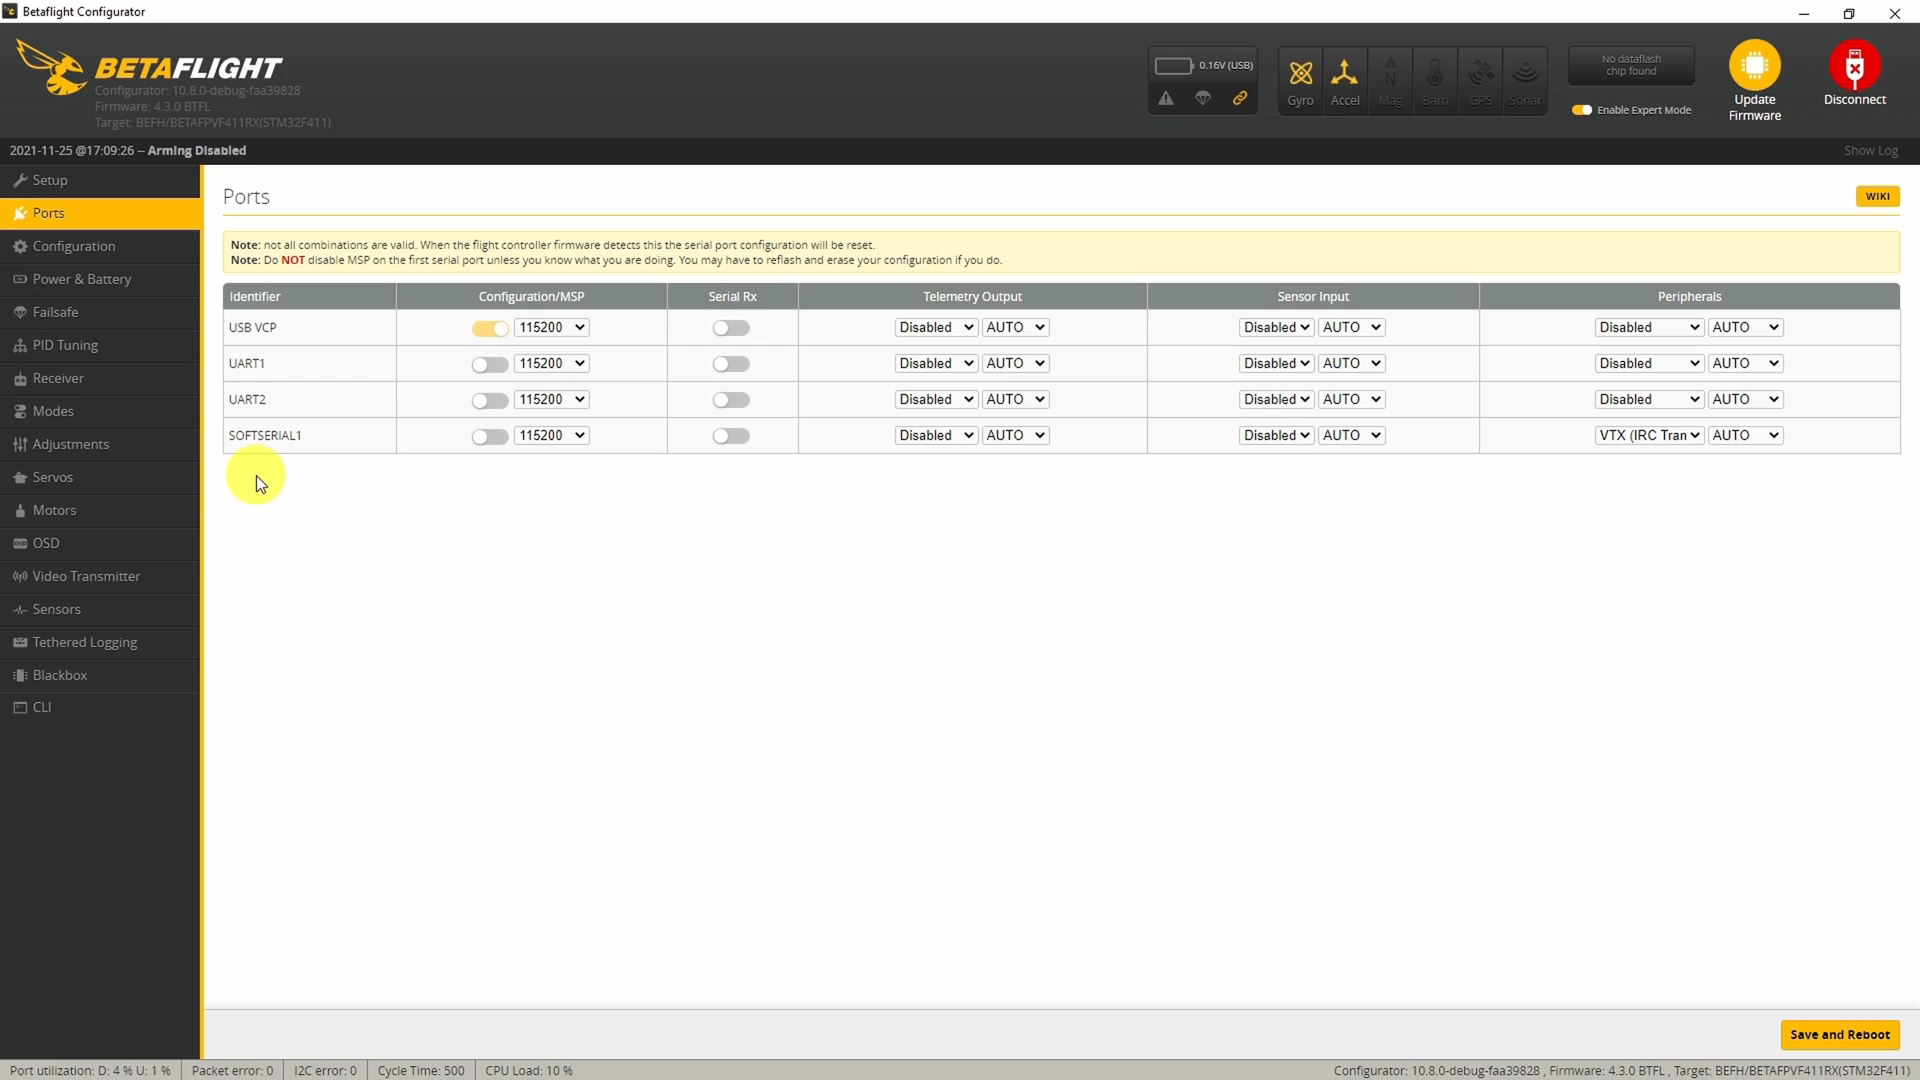 Betaflight Configurator
BETAFLIGHT
Configurator: 10.8.0-debug-faa39828
Firmware: 4.3.0 BTFL
Target: BEFH/BETAFPVF411RX(STM32F411)
0.16V (USB)
Gyro
Accel
Mag
Baro
GPS
Sonar
No dataflash
chip found
Enable Expert Mode
Update
Firmware
Disconnect
2021-11-25 @17:09:26 -- Arming Disabled
Show Log
Setup
Ports
Configuration
Power & Battery
Failsafe
PID Tuning
Receiver
Modes
Adjustments
Servos
Motors
OSD
Video Transmitter
Sensors
Tethered Logging
Blackbox
CLI
Ports
WIKI
Note: not all combinations are valid. When the flight controller firmware detects this the serial port configuration will be reset.
Note: Do NOT disable MSP on the first serial port unless you know what you are doing. You may have to reflash and erase your configuration if you do.
Identifier Configuration/MSP Serial Rx Telemetry Output Sensor Input Peripherals
USB VCP 115200 Disabled AUTO Disabled AUTO Disabled AUTO
UART1 115200 Disabled AUTO Disabled AUTO Disabled AUTO
UART2 115200 Disabled AUTO Disabled AUTO Disabled AUTO
SOFTSERIAL1 115200 Disabled AUTO Disabled AUTO VTX (IRC Tran AUTO
Save and Reboot
Port utilization: D: 4 % U: 1 % Packet error: 0 I2C error: 0 Cycle Time: 500 CPU Load: 10 % Configurator: 10.8.0-debug-faa39828 , Firmware: 4.3.0 BTFL , Target: BEFH/BETAFPVF411RX(STM32F411)